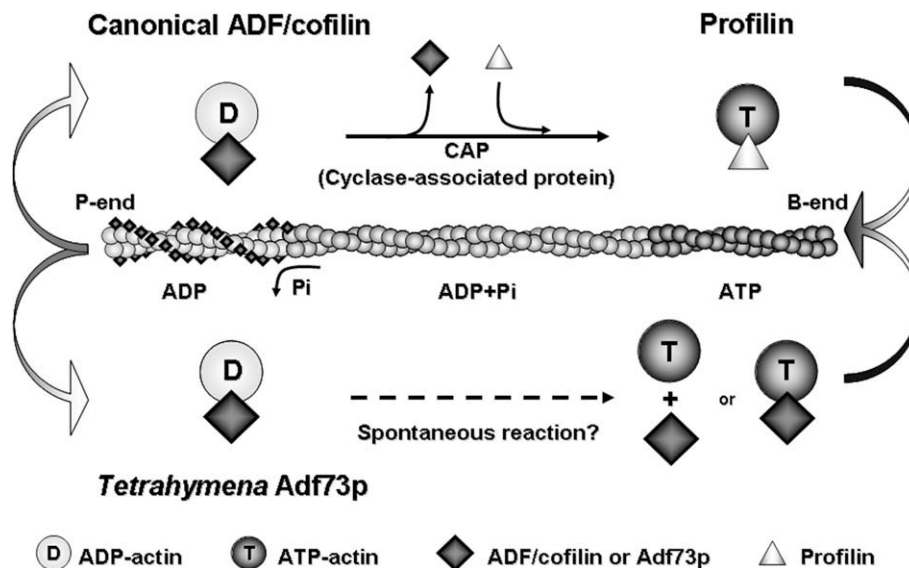 Canonical ADF/cofilin
Profilin
D
T
CAP
(Cyclase-associated protein)
P-end
B-end
ADP
Pi
ADP+Pi
ATP
D
T
T
+
or
Spontaneous reaction?
Tetrahymena Adf73p
D ADP-actin
T ATP-actin
ADF/cofilin or Adf73p
Profilin